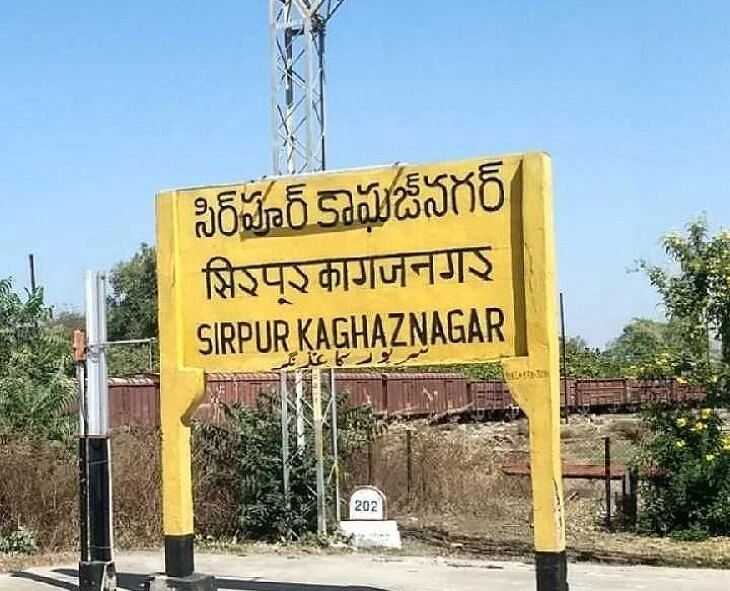 సిర్‌పూర్ కాఘజ్‌నగర్
सिरपूर कागजनगर
SIRPUR KAGHAZNAGAR
سرپور کاغذنگر
202